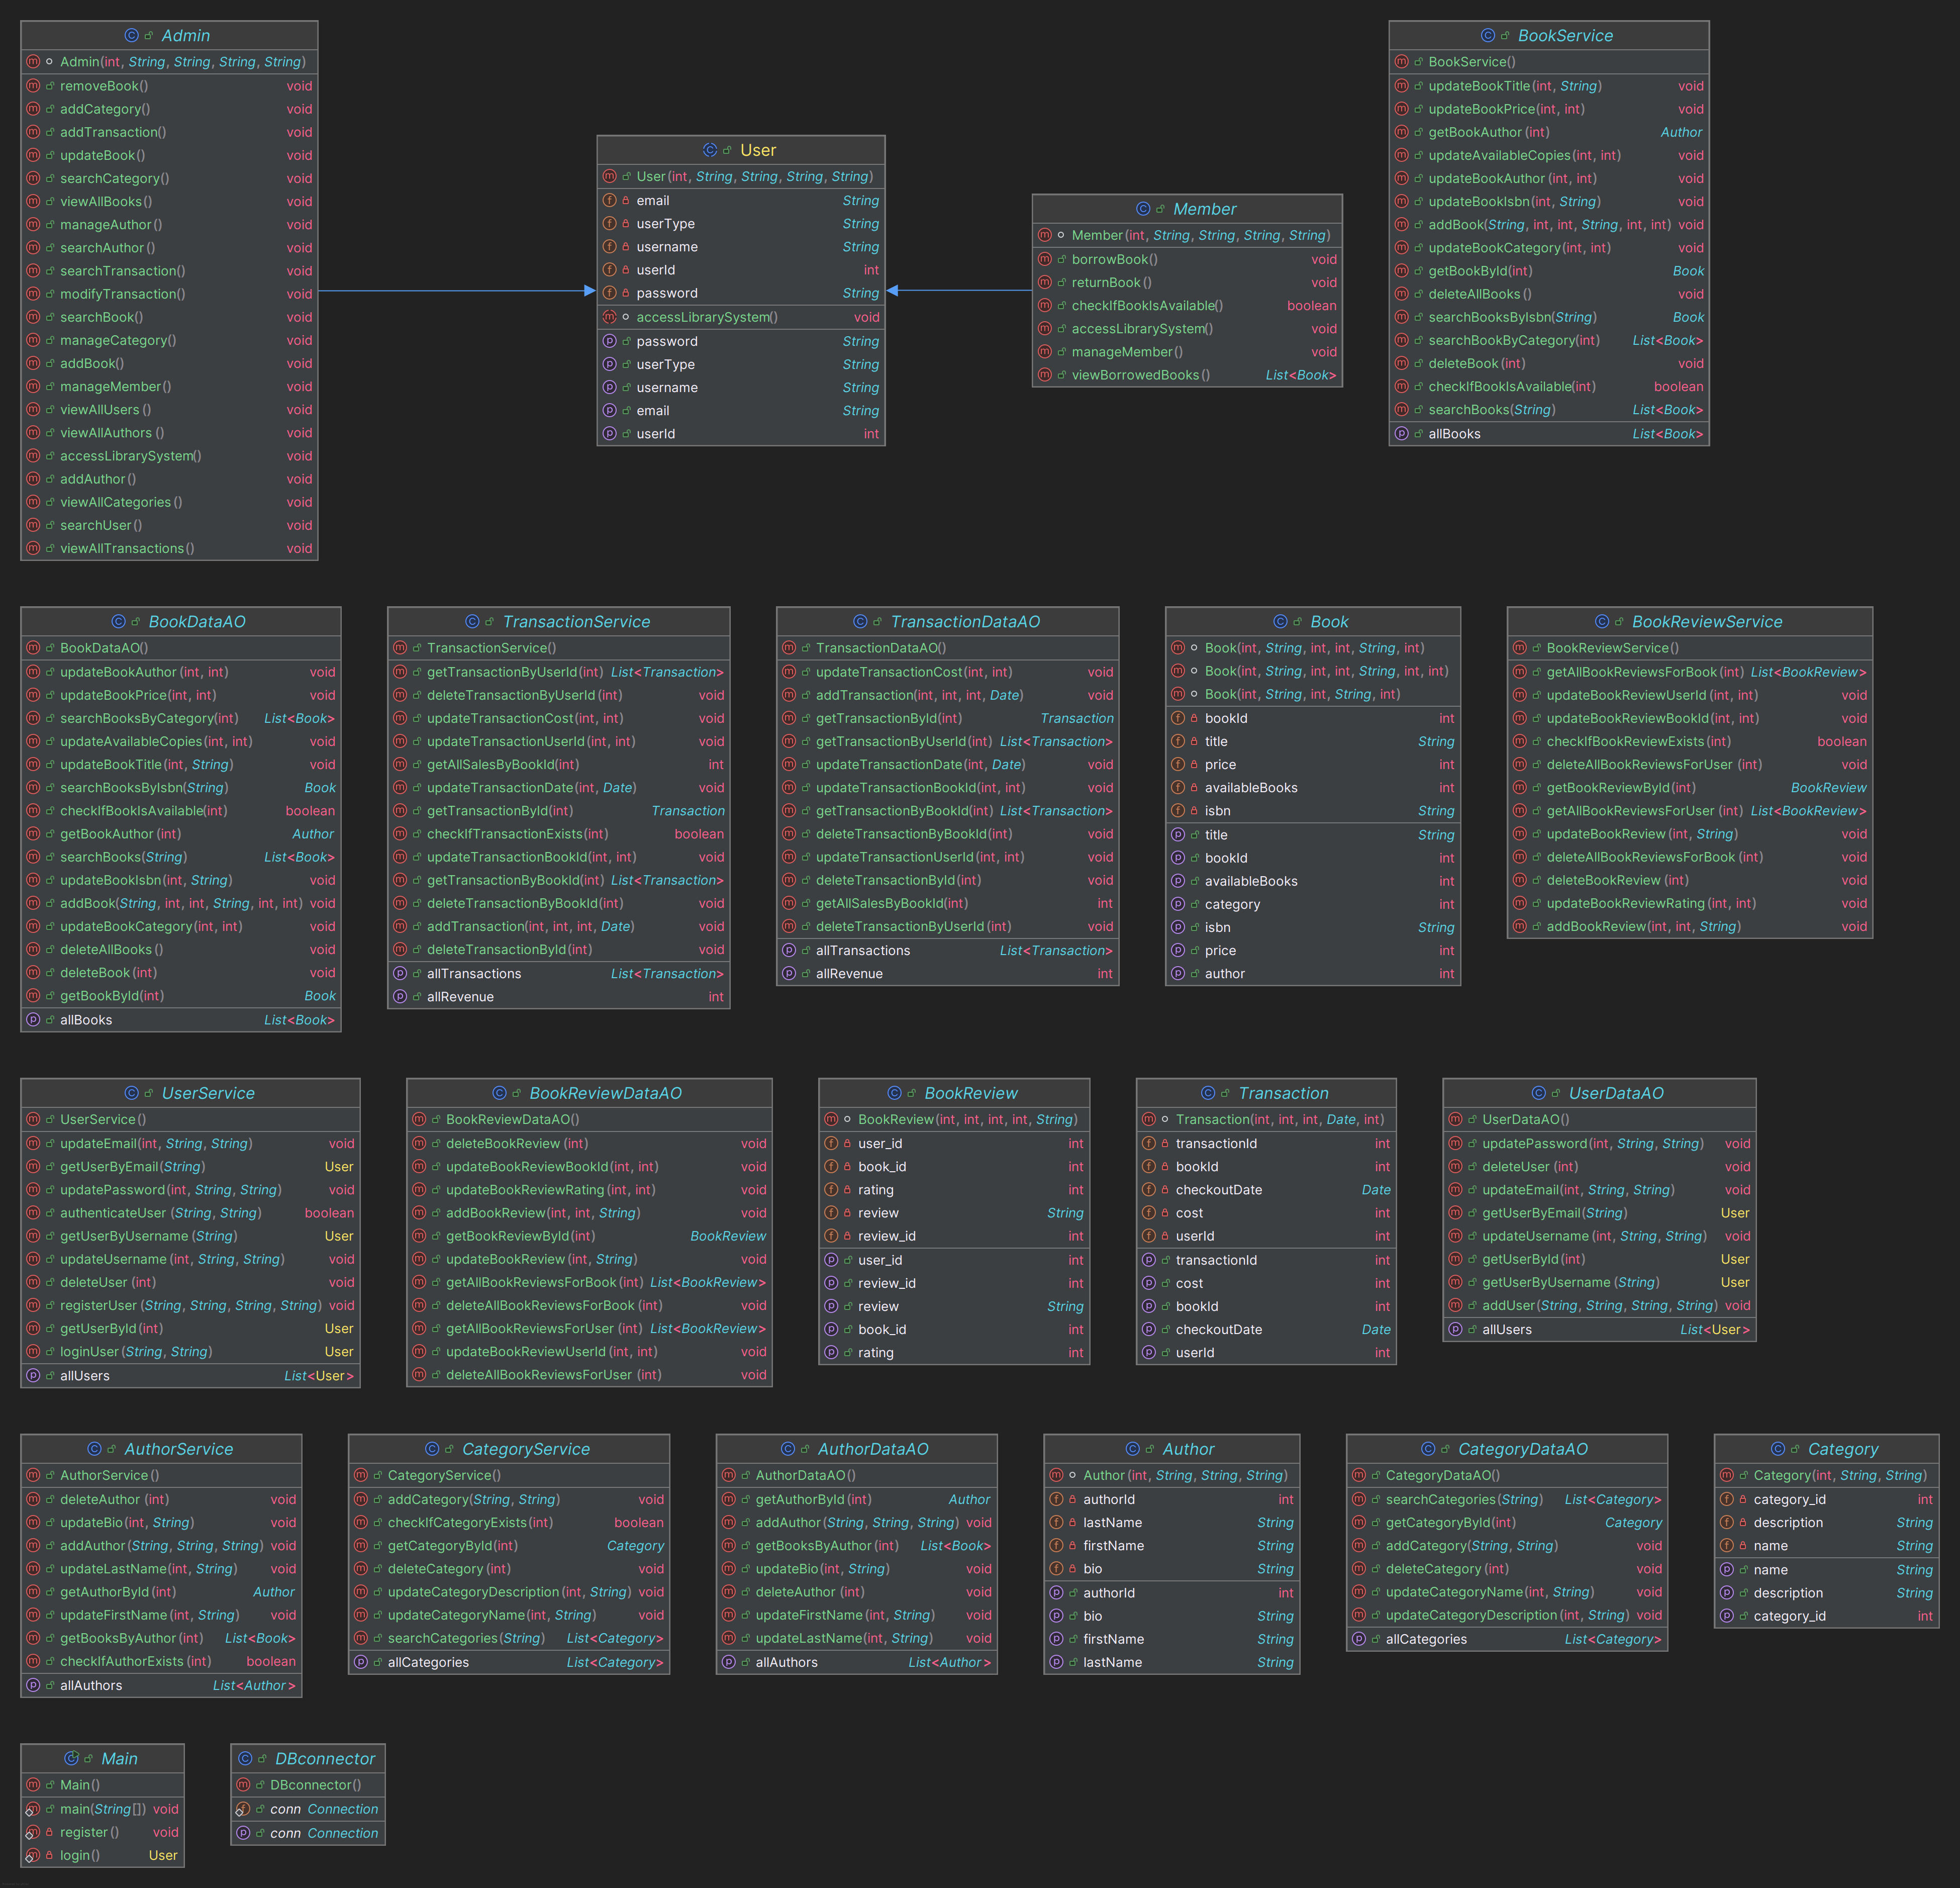 Admin
Admin(int, String, String, String, String)
removeBook() void
addCategory() void
addTransaction() void
updateBook() void
searchCategory() void
viewAllBooks() void
manageAuthor() void
searchAuthor() void
searchTransaction() void
modifyTransaction() void
searchBook() void
manageCategory() void
addBook() void
manageMember() void
viewAllUsers() void
viewAllAuthors() void
accessLibrarySystem() void
addAuthor() void
viewAllCategories() void
searchUser() void
viewAllTransactions() void
User
User(int, String, String, String, String)
email String
userType String
username String
userId int
password String
accessLibrarySystem() void
password String
userType String
username String
email String
userId int
Member
Member(int, String, String, String, String)
borrowBook() void
returnBook() void
checkIfBookIsAvailable() boolean
accessLibrarySystem() void
manageMember() void
viewBorrowedBooks() List<Book>
BookService
BookService()
updateBookTitle(int, String) void
updateBookPrice(int, int) void
getBookAuthor(int) Author
updateAvailableCopies(int, int) void
updateBookAuthor(int, int) void
updateBookIsbn(int, String) void
addBook(String, int, int, String, int, int) void
updateBookCategory(int, int) void
getBookById(int) Book
deleteAllBooks() void
searchBooksByIsbn(String) Book
searchBookByCategory(int) List<Book>
deleteBook(int) void
checkIfBookIsAvailable(int) boolean
searchBooks(String) List<Book>
allBooks List<Book>
BookDataAO
BookDataAO()
updateBookAuthor(int, int) void
updateBookPrice(int, int) void
searchBooksByCategory(int) List<Book>
updateAvailableCopies(int, int) void
updateBookTitle(int, String) void
searchBooksByIsbn(String) Book
checkIfBookIsAvailable(int) boolean
getBookAuthor(int) Author
searchBooks(String) List<Book>
updateBookIsbn(int, String) void
addBook(String, int, int, String, int, int) void
updateBookCategory(int, int) void
deleteAllBooks() void
deleteBook(int) void
getBookById(int) Book
allBooks List<Book>
TransactionService
TransactionService()
getTransactionByUserId(int) List<Transaction>
deleteTransactionByUserId(int) void
updateTransactionCost(int, int) void
updateTransactionUserId(int, int) void
getAllSalesByBookId(int) int
updateTransactionDate(int, Date) void
getTransactionById(int) Transaction
checkIfTransactionExists(int) boolean
updateTransactionBookId(int, int) void
getTransactionByBookId(int) List<Transaction>
deleteTransactionByBookId(int) void
addTransaction(int, int, int, Date) void
deleteTransactionById(int) void
allTransactions List<Transaction>
allRevenue int
TransactionDataAO
TransactionDataAO()
updateTransactionCost(int, int) void
addTransaction(int, int, int, Date) void
getTransactionById(int) Transaction
getTransactionByUserId(int) List<Transaction>
updateTransactionDate(int, Date) void
updateTransactionBookId(int, int) void
getTransactionByBookId(int) List<Transaction>
deleteTransactionByBookId(int) void
updateTransactionUserId(int, int) void
deleteTransactionById(int) void
getAllSalesByBookId(int) int
deleteTransactionByUserId(int) void
allTransactions List<Transaction>
allRevenue int
Book
Book(int, String, int, int, String, int)
Book(int, String, int, int, String, int, int)
Book(int, String, int, String, int)
bookId int
title String
price int
availableBooks int
isbn String
title String
bookId int
availableBooks int
category int
isbn String
price int
author int
BookReviewService
BookReviewService()
getAllBookReviewsForBook(int) List<BookReview>
updateBookReviewUserId(int, int) void
updateBookReviewBookId(int, int) void
checkIfBookReviewExists(int) boolean
deleteAllBookReviewsForUser(int) void
getBookReviewById(int) BookReview
getAllBookReviewsForUser(int) List<BookReview>
updateBookReview(int, String) void
deleteAllBookReviewsForBook(int) void
deleteBookReview(int) void
updateBookReviewRating(int, int) void
addBookReview(int, int, String) void
UserService
UserService()
updateEmail(int, String, String) void
getUserByEmail(String) User
updatePassword(int, String, String) void
authenticateUser(String, String) boolean
getUserByUsername(String) User
updateUsername(int, String, String) void
deleteUser(int) void
registerUser(String, String, String, String) void
getUserById(int) User
loginUser(String, String) User
allUsers List<User>
BookReviewDataAO
BookReviewDataAO()
deleteBookReview(int) void
updateBookReviewBookId(int, int) void
updateBookReviewRating(int, int) void
addBookReview(int, int, String) void
getBookReviewById(int) BookReview
updateBookReview(int, String) void
getAllBookReviewsForBook(int) List<BookReview>
deleteAllBookReviewsForBook(int) void
getAllBookReviewsForUser(int) List<BookReview>
updateBookReviewUserId(int, int) void
deleteAllBookReviewsForUser(int) void
BookReview
BookReview(int, int, int, int, String)
user_id int
book_id int
rating int
review String
review_id int
user_id int
review_id int
review String
book_id int
rating int
Transaction
Transaction(int, int, int, Date, int)
transactionId int
bookId int
checkoutDate Date
cost int
userId int
transactionId int
cost int
bookId int
checkoutDate Date
userId int
UserDataAO
UserDataAO()
updatePassword(int, String, String) void
deleteUser(int) void
updateEmail(int, String, String) void
getUserByEmail(String) User
updateUsername(int, String, String) void
getUserById(int) User
getUserByUsername(String) User
addUser(String, String, String, String) void
allUsers List<User>
AuthorService
AuthorService()
deleteAuthor(int) void
updateBio(int, String) void
addAuthor(String, String, String) void
updateLastName(int, String) void
getAuthorById(int) Author
updateFirstName(int, String) void
getBooksByAuthor(int) List<Book>
checkIfAuthorExists(int) boolean
allAuthors List<Author>
CategoryService
CategoryService()
addCategory(String, String) void
checkIfCategoryExists(int) boolean
getCategoryById(int) Category
deleteCategory(int) void
updateCategoryDescription(int, String) void
updateCategoryName(int, String) void
searchCategories(String) List<Category>
allCategories List<Category>
AuthorDataAO
AuthorDataAO()
getAuthorById(int) Author
addAuthor(String, String, String) void
getBooksByAuthor(int) List<Book>
updateBio(int, String) void
deleteAuthor(int) void
updateFirstName(int, String) void
updateLastName(int, String) void
allAuthors List<Author>
Author
Author(int, String, String, String)
authorId int
lastName String
firstName String
bio String
authorId int
bio String
firstName String
lastName String
CategoryDataAO
CategoryDataAO()
searchCategories(String) List<Category>
getCategoryById(int) Category
addCategory(String, String) void
deleteCategory(int) void
updateCategoryName(int, String) void
updateCategoryDescription(int, String) void
allCategories List<Category>
Category
Category(int, String, String)
category_id int
description String
name String
name String
description String
category_id int
Main
Main()
main(String[]) void
register() void
login() User
DBconnector
DBconnector()
conn Connection
conn Connection